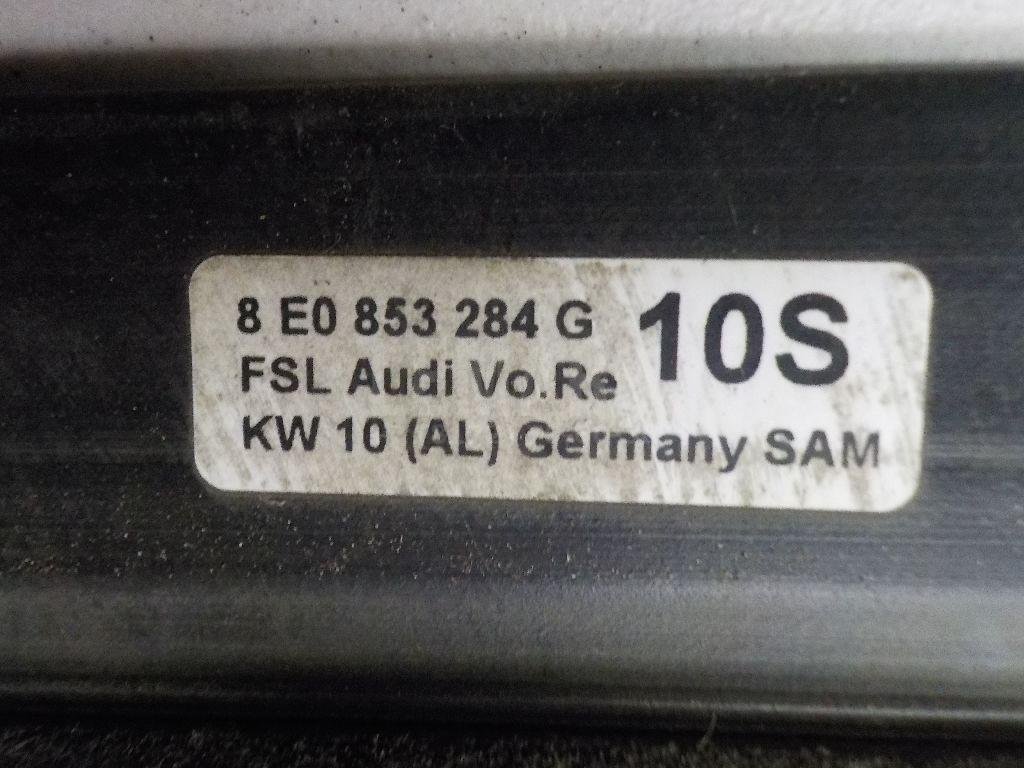 8 E0 853 284 G 10S
FSL Audi Vo.Re
KW 10 (AL) Germany SAM